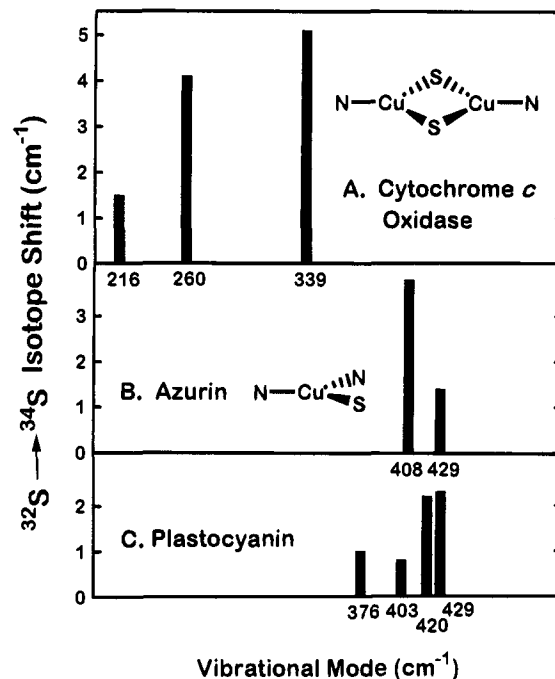 32S → 34S Isotope Shift (cm-1)
5
4
3
2
1
0
N Cu S S Cu N
A. Cytochrome c
Oxidase
216 260 339
3
2
1
0
B. Azurin
N Cu N S
408 429
2
1
0
C. Plastocyanin
376 403 429
420
Vibrational Mode (cm-1)